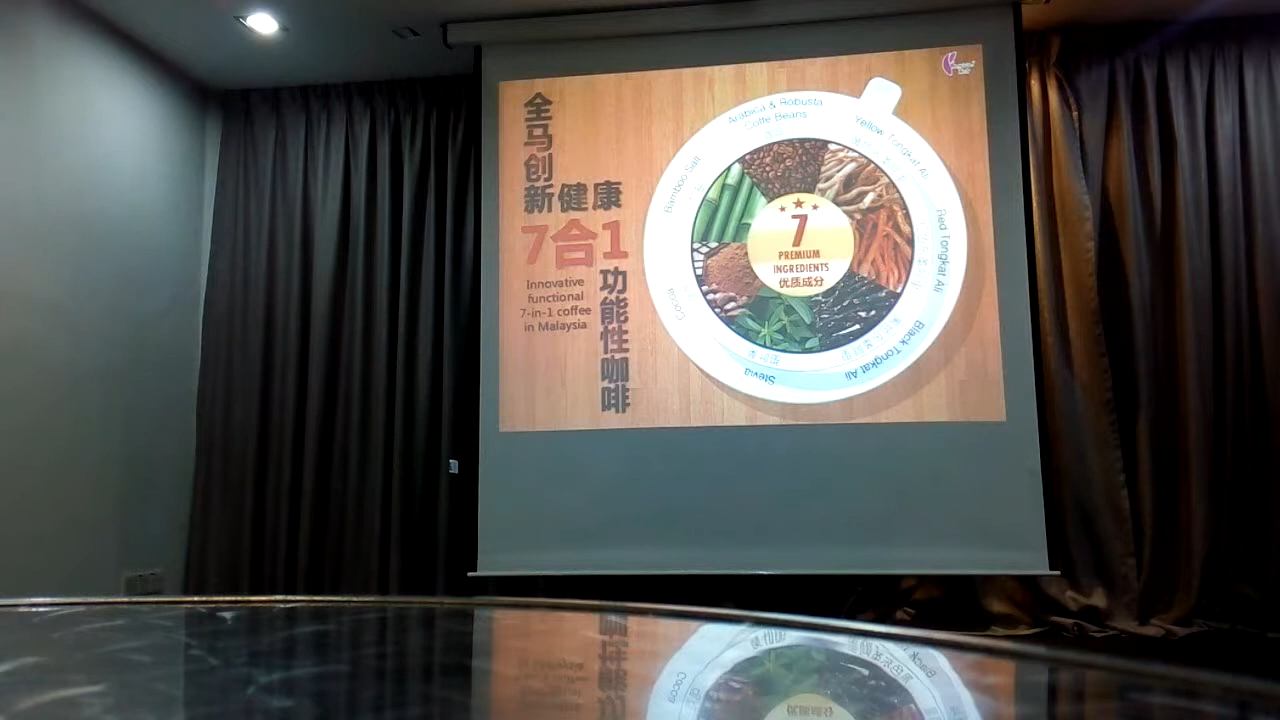 全马创新健康
7合1
功能性咖啡
Innovative
functional
7-in-1 coffee
in Malaysia
Arabica & Robusta
Coffe Beans
Yellow Tongkat Ali
Red Tongkat Ali
Black Tongkat Ali
Stevia
Cocoa
Bamboo Salt
7
PREMIUM
INGREDIENTS
优质成分